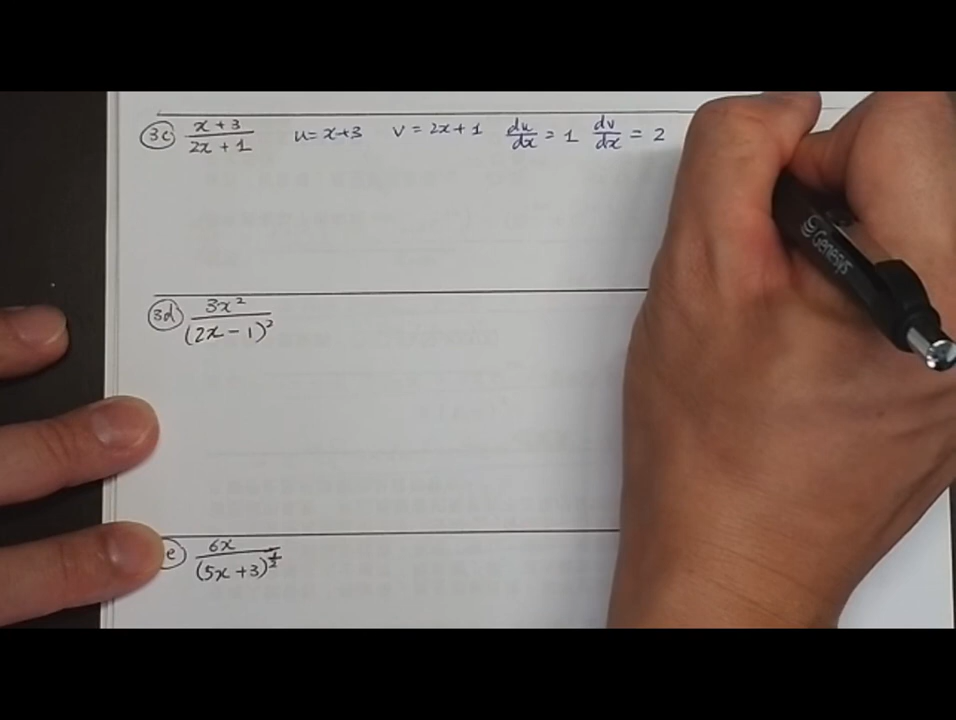 3c (x+3)/(2x+1) u=x+3 v=2x+1 du/dx=1 dv/dx=2
Genesys
3d 3x²/(2x-1)²
e 6x/(5x+3)^(1/2)